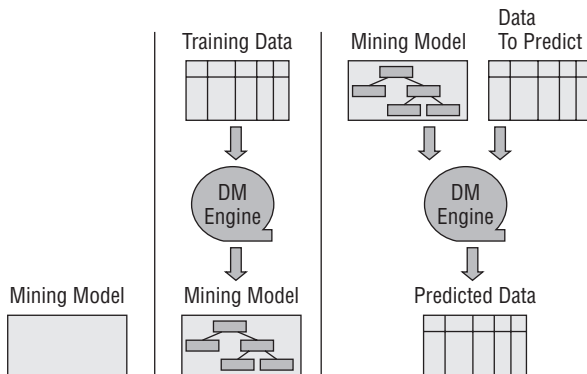 Mining Model
Training Data
DM
Engine
Mining Model
Mining Model
Data
To Predict
DM
Engine
Predicted Data